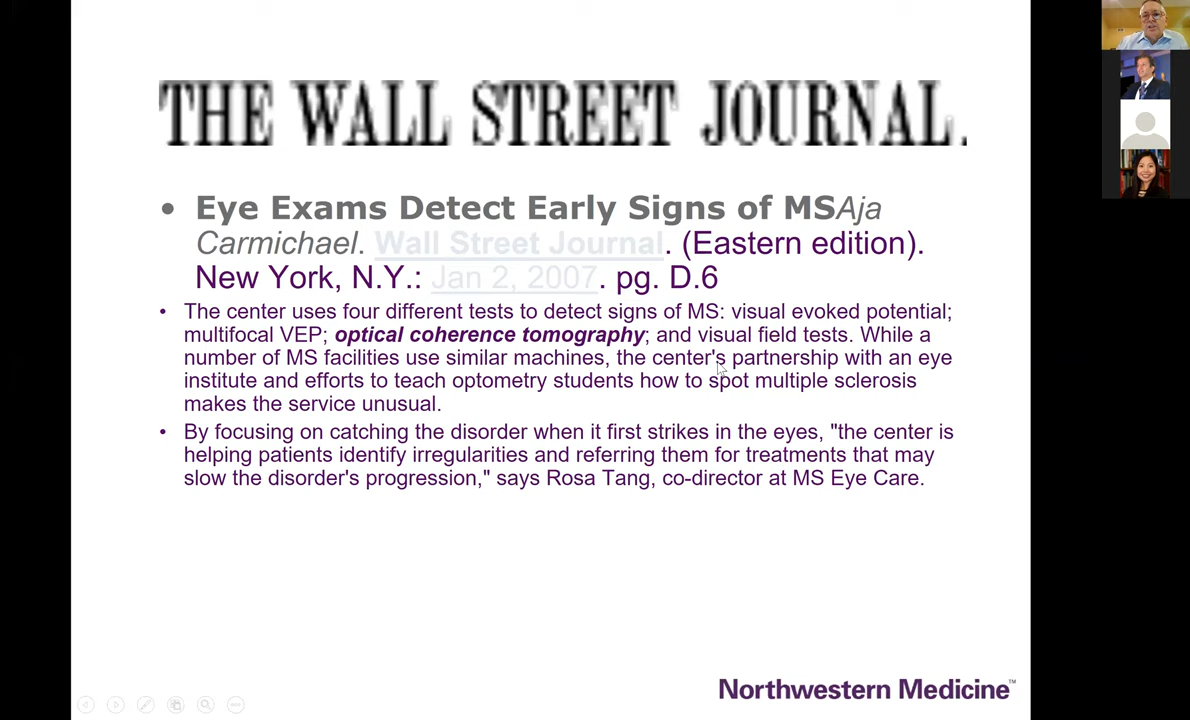 THE WALL STREET JOURNAL.
• Eye Exams Detect Early Signs of MSAja
Carmichael. Wall Street Journal. (Eastern edition).
New York, N.Y.: Jan 2, 2007. pg. D.6
• The center uses four different tests to detect signs of MS: visual evoked potential;
multifocal VEP; optical coherence tomography; and visual field tests. While a
number of MS facilities use similar machines, the center's partnership with an eye
institute and efforts to teach optometry students how to spot multiple sclerosis
makes the service unusual.
• By focusing on catching the disorder when it first strikes in the eyes, "the center is
helping patients identify irregularities and referring them for treatments that may
slow the disorder's progression," says Rosa Tang, co-director at MS Eye Care.
Northwestern Medicine™